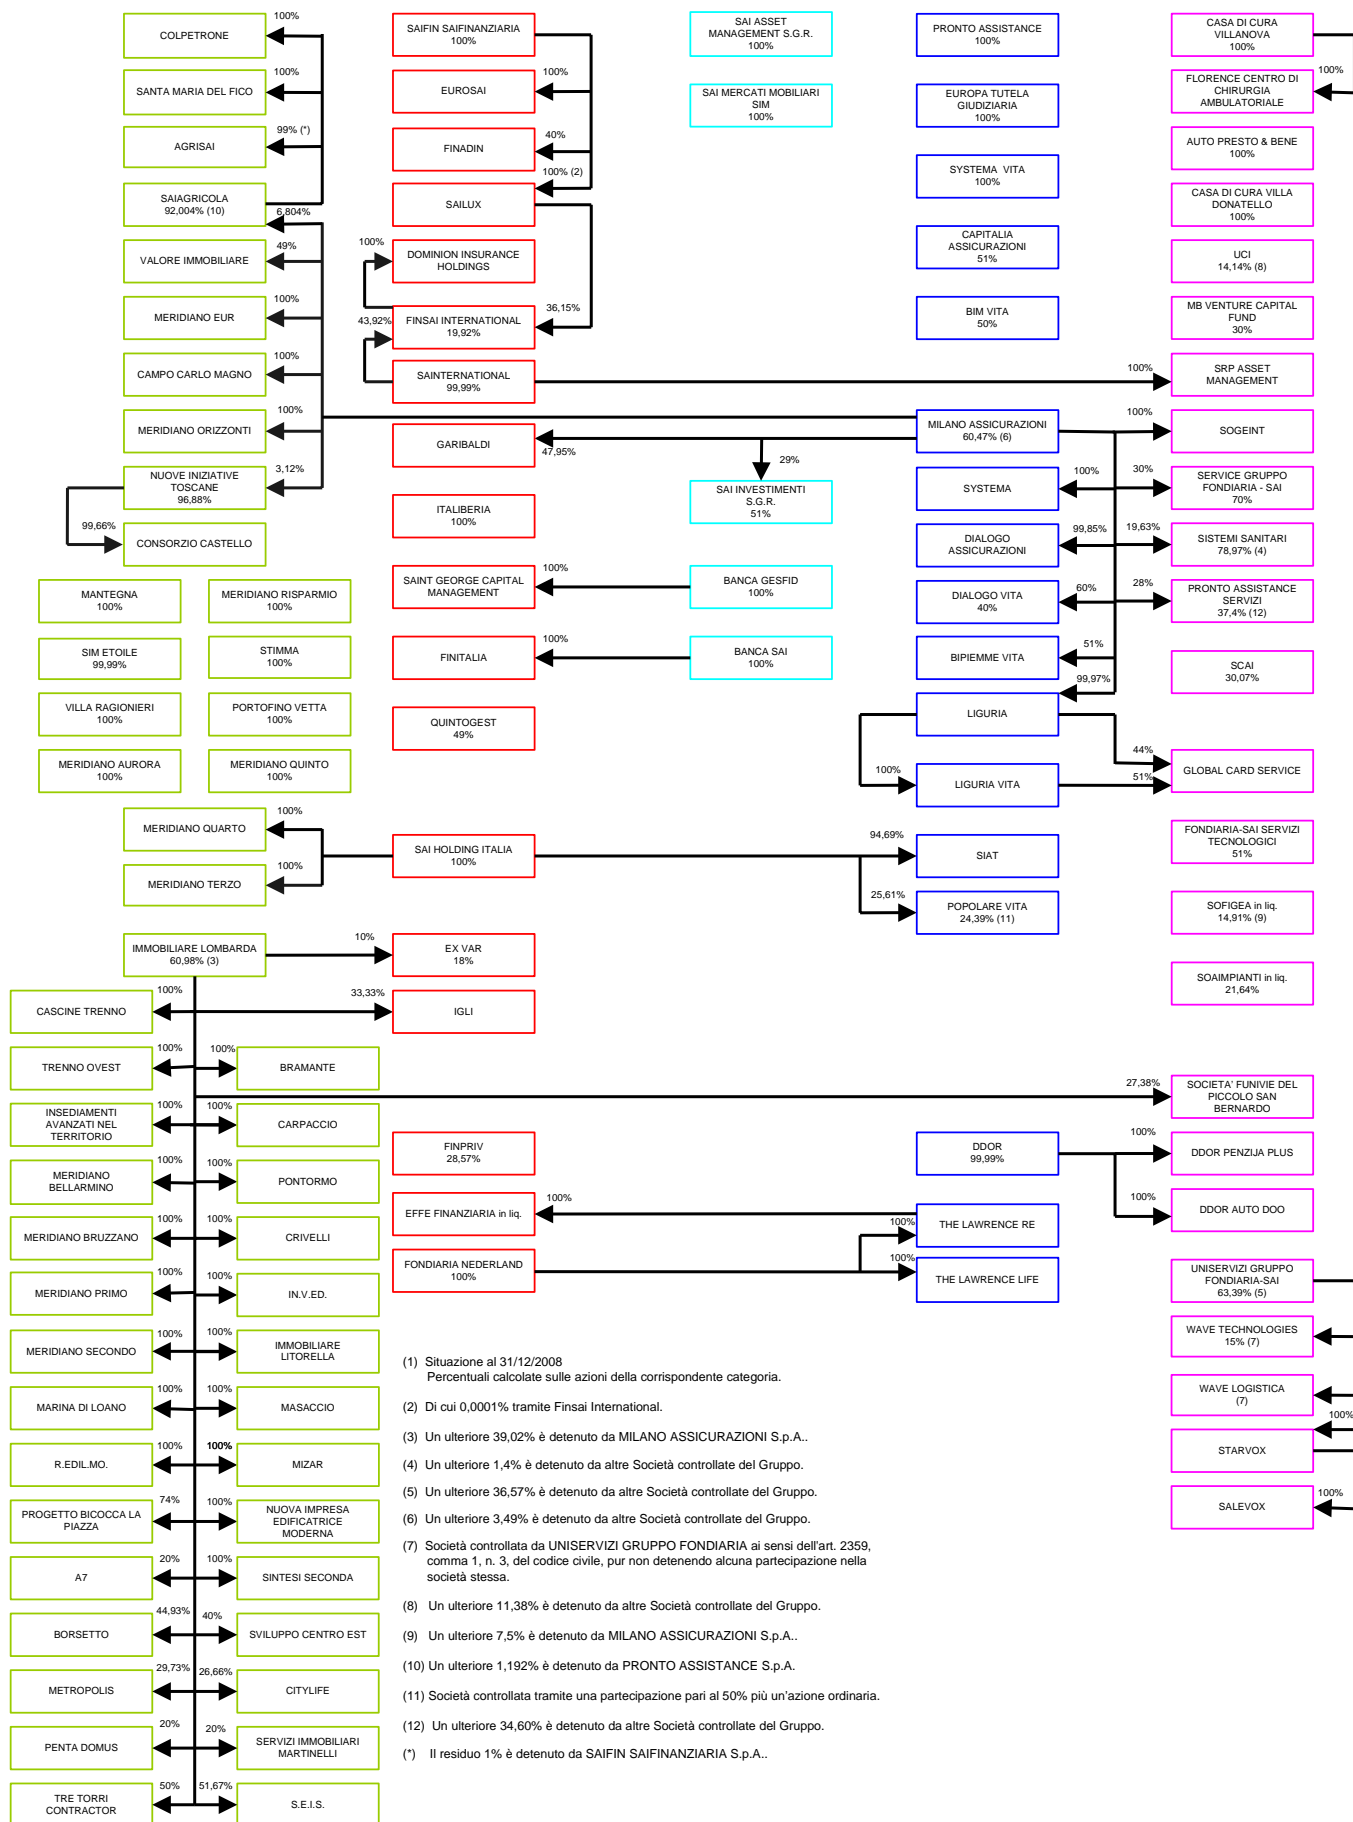 COLPETRONE
100%
SANTA MARIA DEL FICO
100%
AGRISAI
99% (*)
SAIAGRICOLA
92,004% (10)
6,804%
VALORE IMMOBILIARE
49%
MERIDIANO EUR
100%
CAMPO CARLO MAGNO
100%
MERIDIANO ORIZZONTI
100%
NUOVE INIZIATIVE
TOSCANE
96,88%
3,12%
99,66%
CONSORZIO CASTELLO
MANTEGNA
100%
MERIDIANO RISPARMIO
100%
SIM ETOILE
99,99%
STIMMA
100%
VILLA RAGIONIERI
100%
PORTOFINO VETTA
100%
MERIDIANO AURORA
100%
MERIDIANO QUINTO
100%
MERIDIANO QUARTO
100%
MERIDIANO TERZO
100%
SAIFIN SAIFINANZIARIA
100%
EUROSAI
100%
FINADIN
40%
100% (2)
SAILUX
100%
DOMINION INSURANCE
HOLDINGS
36,15%
43,92%
FINSAI INTERNATIONAL
19,92%
SAINTERNATIONAL
99,99%
GARIBALDI
47,95%
ITALIBERIA
100%
SAINT GEORGE CAPITAL
MANAGEMENT
100%
FINITALIA
100%
QUINTOGEST
49%
SAI HOLDING ITALIA
100%
SAI ASSET
MANAGEMENT S.G.R.
100%
SAI MERCATI MOBILIARI
SIM
100%
29%
SAI INVESTIMENTI
S.G.R.
51%
BANCA GESFID
100%
BANCA SAI
100%
PRONTO ASSISTANCE
100%
EUROPA TUTELA
GIUDIZIARIA
100%
SYSTEMA  VITA
100%
CAPITALIA
ASSICURAZIONI
51%
BIM VITA
50%
MILANO ASSICURAZIONI
60,47% (6)
SYSTEMA
100%
DIALOGO
ASSICURAZIONI
99,85%
DIALOGO VITA
40%
60%
BIPIEMME VITA
51%
99,97%
LIGURIA
100%
LIGURIA VITA
94,69%
SIAT
25,61%
POPOLARE VITA
24,39% (11)
CASA DI CURA
VILLANOVA
100%
FLORENCE CENTRO DI
CHIRURGIA
AMBULATORIALE
100%
AUTO PRESTO & BENE
100%
CASA DI CURA VILLA
DONATELLO
100%
UCI
14,14% (8)
MB VENTURE CAPITAL
FUND
30%
100%
SRP ASSET
MANAGEMENT
100%
SOGEINT
30%
SERVICE GRUPPO
FONDIARIA - SAI
70%
19,63%
SISTEMI SANITARI
78,97% (4)
28%
PRONTO ASSISTANCE
SERVIZI
37,4% (12)
SCAI
30,07%
44%
GLOBAL CARD SERVICE
51%
FONDIARIA-SAI SERVIZI
TECNOLOGICI
51%
SOFIGEA in liq.
14,91% (9)
SOAIMPIANTI in liq.
21,64%
IMMOBILIARE LOMBARDA
60,98% (3)
10%
EX VAR
18%
33,33%
IGLI
100%
CASCINE TRENNO
TRENNO OVEST
100%
100%
BRAMANTE
INSEDIAMENTI
AVANZATI NEL
TERRITORIO
100%
100%
CARPACCIO
MERIDIANO
BELLARMINO
100%
100%
PONTORMO
MERIDIANO BRUZZANO
100%
100%
CRIVELLI
MERIDIANO PRIMO
100%
100%
IN.V.ED.
MERIDIANO SECONDO
100%
100%
IMMOBILIARE
LITORELLA
MARINA DI LOANO
100%
100%
MASACCIO
R.EDIL.MO.
100%
100%
MIZAR
PROGETTO BICOCCA LA
PIAZZA
74%
100%
NUOVA IMPRESA
EDIFICATRICE
MODERNA
A7
20%
100%
SINTESI SECONDA
BORSETTO
44,93%
40%
SVILUPPO CENTRO EST
METROPOLIS
29,73%
26,66%
CITYLIFE
PENTA DOMUS
20%
20%
SERVIZI IMMOBILIARI
MARTINELLI
TRE TORRI
CONTRACTOR
50%
51,67%
S.E.I.S.
27,38%
SOCIETA' FUNIVIE DEL
PICCOLO SAN
BERNARDO
FINPRIV
28,57%
DDOR
99,99%
100%
DDOR PENZIJA PLUS
100%
DDOR AUTO DOO
EFFE FINANZIARIA in liq.
100%
THE LAWRENCE RE
100%
FONDIARIA NEDERLAND
100%
100%
THE LAWRENCE LIFE
UNISERVIZI GRUPPO
FONDIARIA-SAI
63,39% (5)
WAVE TECHNOLOGIES
15% (7)
WAVE LOGISTICA
(7)
100%
STARVOX
100%
SALEVOX
(1)  Situazione al 31/12/2008
Percentuali calcolate sulle azioni della corrispondente categoria.
(2)  Di cui 0,0001% tramite Finsai International.
(3)  Un ulteriore 39,02% è detenuto da MILANO ASSICURAZIONI S.p.A..
(4)  Un ulteriore 1,4% è detenuto da altre Società controllate del Gruppo.
(5)  Un ulteriore 36,57% è detenuto da altre Società controllate del Gruppo.
(6)  Un ulteriore 3,49% è detenuto da altre Società controllate del Gruppo.
(7)  Società controllata da UNISERVIZI GRUPPO FONDIARIA ai sensi dell'art. 2359,
comma 1, n. 3, del codice civile, pur non detenendo alcuna partecipazione nella
società stessa.
(8)  Un ulteriore 11,38% è detenuto da altre Società controllate del Gruppo.
(9)  Un ulteriore 7,5% è detenuto da MILANO ASSICURAZIONI S.p.A..
(10) Un ulteriore 1,192% è detenuto da PRONTO ASSISTANCE S.p.A.
(11) Società controllata tramite una partecipazione pari al 50% più un'azione ordinaria.
(12)  Un ulteriore 34,60% è detenuto da altre Società controllate del Gruppo.
(*)  Il residuo 1% è detenuto da SAIFIN SAIFINANZIARIA S.p.A..